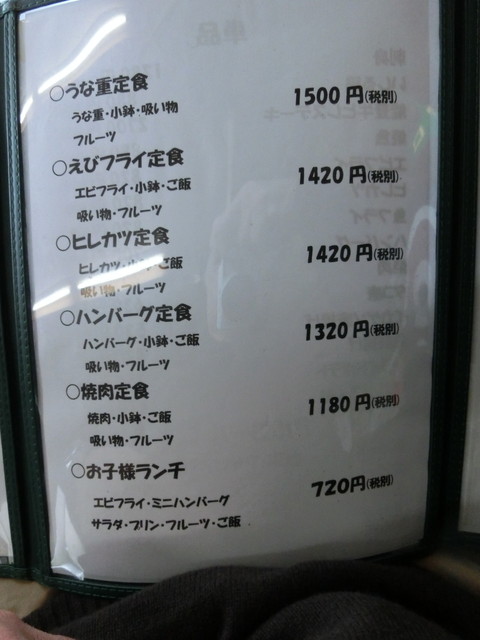 ○うな重定食
1500円(税別)
うな重・小鉢・吸い物
フルーツ
○えびフライ定食
1420円(税別)
エビフライ・小鉢・ご飯
吸い物・フルーツ
○ヒレカツ定食
1420円(税別)
ヒレカツ・小鉢・ご飯
吸い物・フルーツ
○ハンバーグ定食
1320円(税別)
ハンバーグ・小鉢・ご飯
吸い物・フルーツ
○焼肉定食
1180円(税別)
焼肉・小鉢・ご飯
吸い物・フルーツ
○お子様ランチ
720円(税別)
エビフライ・ミニハンバーグ
サラダ・プリン・フルーツ・ご飯